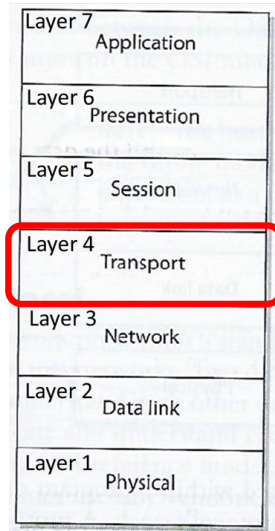 Layer 7
Application
Layer 6
Presentation
Layer 5
Session
Layer 4
Transport
Layer 3
Network
Layer 2
Data link
Layer 1
Physical